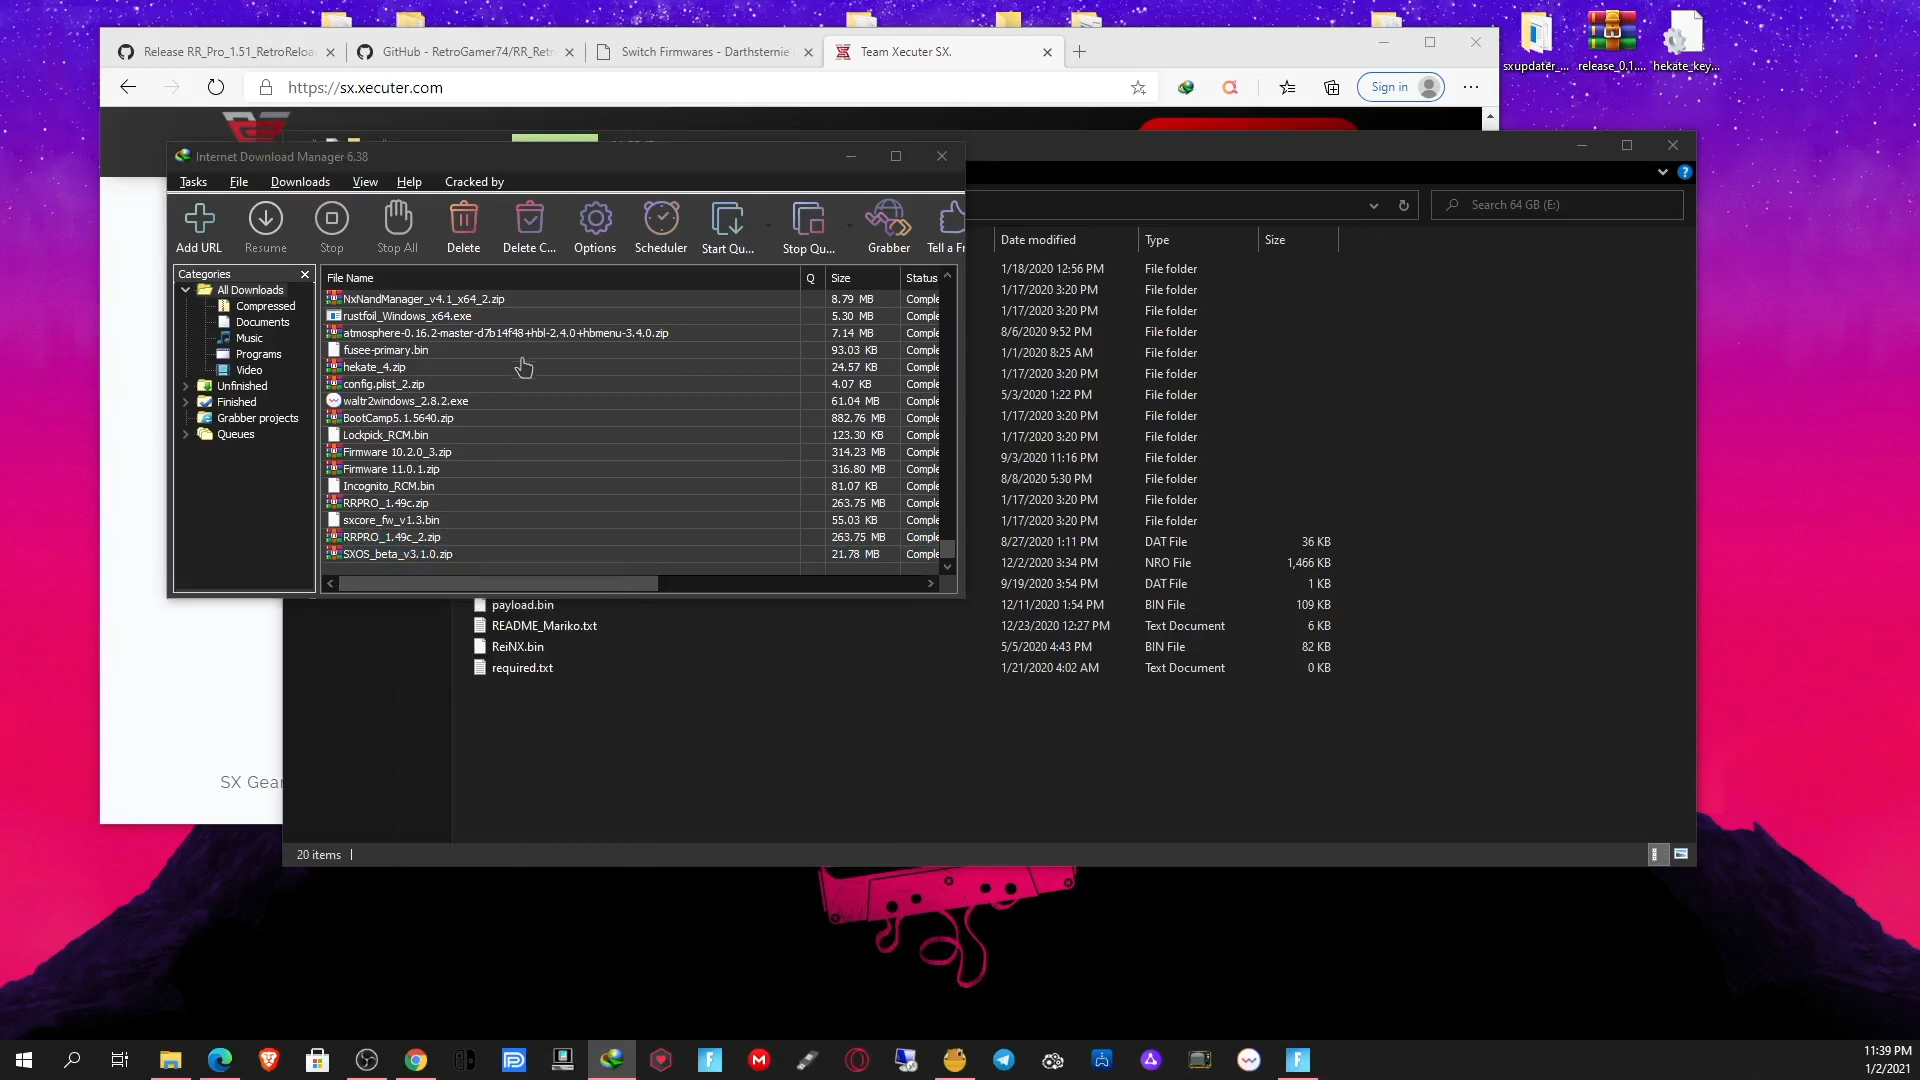 Release RR_Pro_1.51_RetroReloa
GitHub - RetroGamer74/RR_Retr
Switch Firmwares - Darthsternie'
Team Xecuter SX.
https://sx.xecuter.com
Sign in
sxupdater_...
release_0.1....
hekate_key...
Internet Download Manager 6.38
Tasks File Downloads View Help Cracked by
Add URL Resume Stop Stop All Delete Delete C... Options Scheduler Start Qu... Stop Qu... Grabber Tell a Fr
Search 64 GB (E:)
Date modified Type Size
Categories
All Downloads
Compressed
Documents
Music
Programs
Video
Unfinished
Finished
Grabber projects
Queues
File Name Q Size Status
NxNandManager_v4.1_x64_2.zip 8.79 MB Comple
rustfoil_Windows_x64.exe 5.30 MB Comple
atmosphere-0.16.2-master-d7b14f48+hbl-2.4.0+hbmenu-3.4.0.zip 7.14 MB Comple
fusee-primary.bin 93.03 KB Comple
hekate_4.zip 24.57 KB Comple
config.plist_2.zip 4.07 KB Comple
waltr2windows_2.8.2.exe 61.04 MB Comple
BootCamp5.1.5640.zip 882.76 MB Comple
Lockpick_RCM.bin 123.30 KB Comple
Firmware 10.2.0_3.zip 314.23 MB Comple
Firmware 11.0.1.zip 316.80 MB Comple
Incognito_RCM.bin 81.07 KB Comple
RRPRO_1.49c.zip 263.75 MB Comple
sxcore_fw_v1.3.bin 55.03 KB Comple
RRPRO_1.49c_2.zip 263.75 MB Comple
SXOS_beta_v3.1.0.zip 21.78 MB Comple
1/18/2020 12:56 PM File folder
1/17/2020 3:20 PM File folder
1/17/2020 3:20 PM File folder
8/6/2020 9:52 PM File folder
1/1/2020 8:25 AM File folder
1/17/2020 3:20 PM File folder
5/3/2020 1:22 PM File folder
1/17/2020 3:20 PM File folder
1/17/2020 3:20 PM File folder
9/3/2020 11:16 PM File folder
8/8/2020 5:30 PM File folder
1/17/2020 3:20 PM File folder
1/17/2020 3:20 PM File folder
8/27/2020 1:11 PM DAT File 36 KB
12/2/2020 3:34 PM NRO File 1,466 KB
9/19/2020 3:54 PM DAT File 1 KB
payload.bin 12/11/2020 1:54 PM BIN File 109 KB
README_Mariko.txt 12/23/2020 12:27 PM Text Document 6 KB
ReiNX.bin 5/5/2020 4:43 PM BIN File 82 KB
required.txt 1/21/2020 4:02 AM Text Document 0 KB
SX Gear
20 items
11:39 PM
1/2/2021